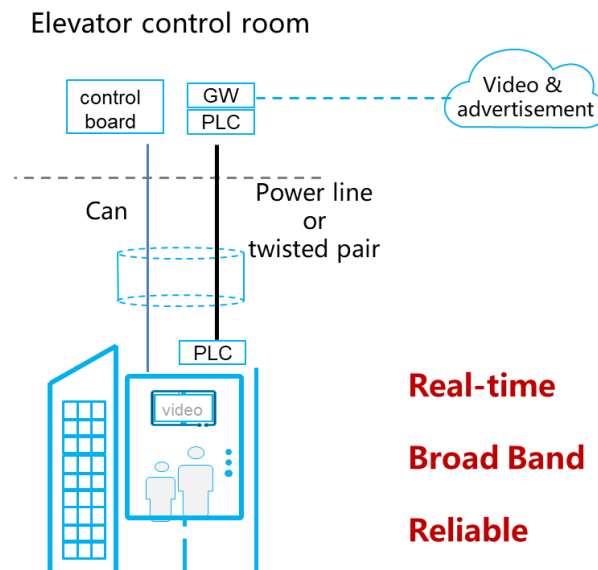 Elevator control room
control
board
GW
PLC
Video &
advertisement
Can
Power line
or
twisted pair
PLC
video
Real-time
Broad Band
Reliable